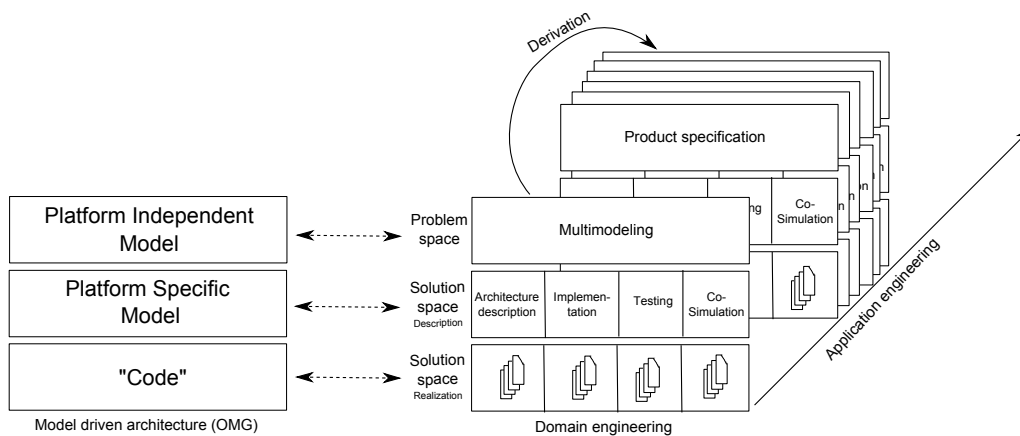 Derivation
Product specification
Co-
Simulation
Platform Independent
Model
Problem
space
Multimodeling
Platform Specific
Model
Solution
space
Description
Architecture
description
Implemen-
tation
Testing
Co-
Simulation
"Code"
Solution
space
Realization
Application engineering
Model driven architecture (OMG)
Domain engineering